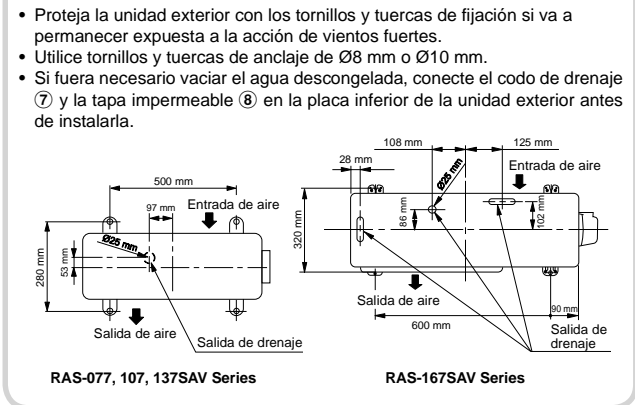 • Proteja la unidad exterior con los tornillos y tuercas de fijación si va a
permanecer expuesta a la acción de vientos fuertes.
• Utilice tornillos y tuercas de anclaje de Ø8 mm o Ø10 mm.
• Si fuera necesario vaciar el agua descongelada, conecte el codo de drenaje
⑦ y la tapa impermeable ⑧ en la placa inferior de la unidad exterior antes
de instalarla.
500 mm
97 mm
Entrada de aire
Ø25 mm
280 mm
53 mm
Salida de aire
Salida de drenaje
RAS-077, 107, 137SAV Series
108 mm
125 mm
28 mm
Ø25 mm
Entrada de aire
320 mm
86 mm
102 mm
Salida de aire
90 mm
600 mm
Salida de
drenaje
RAS-167SAV Series